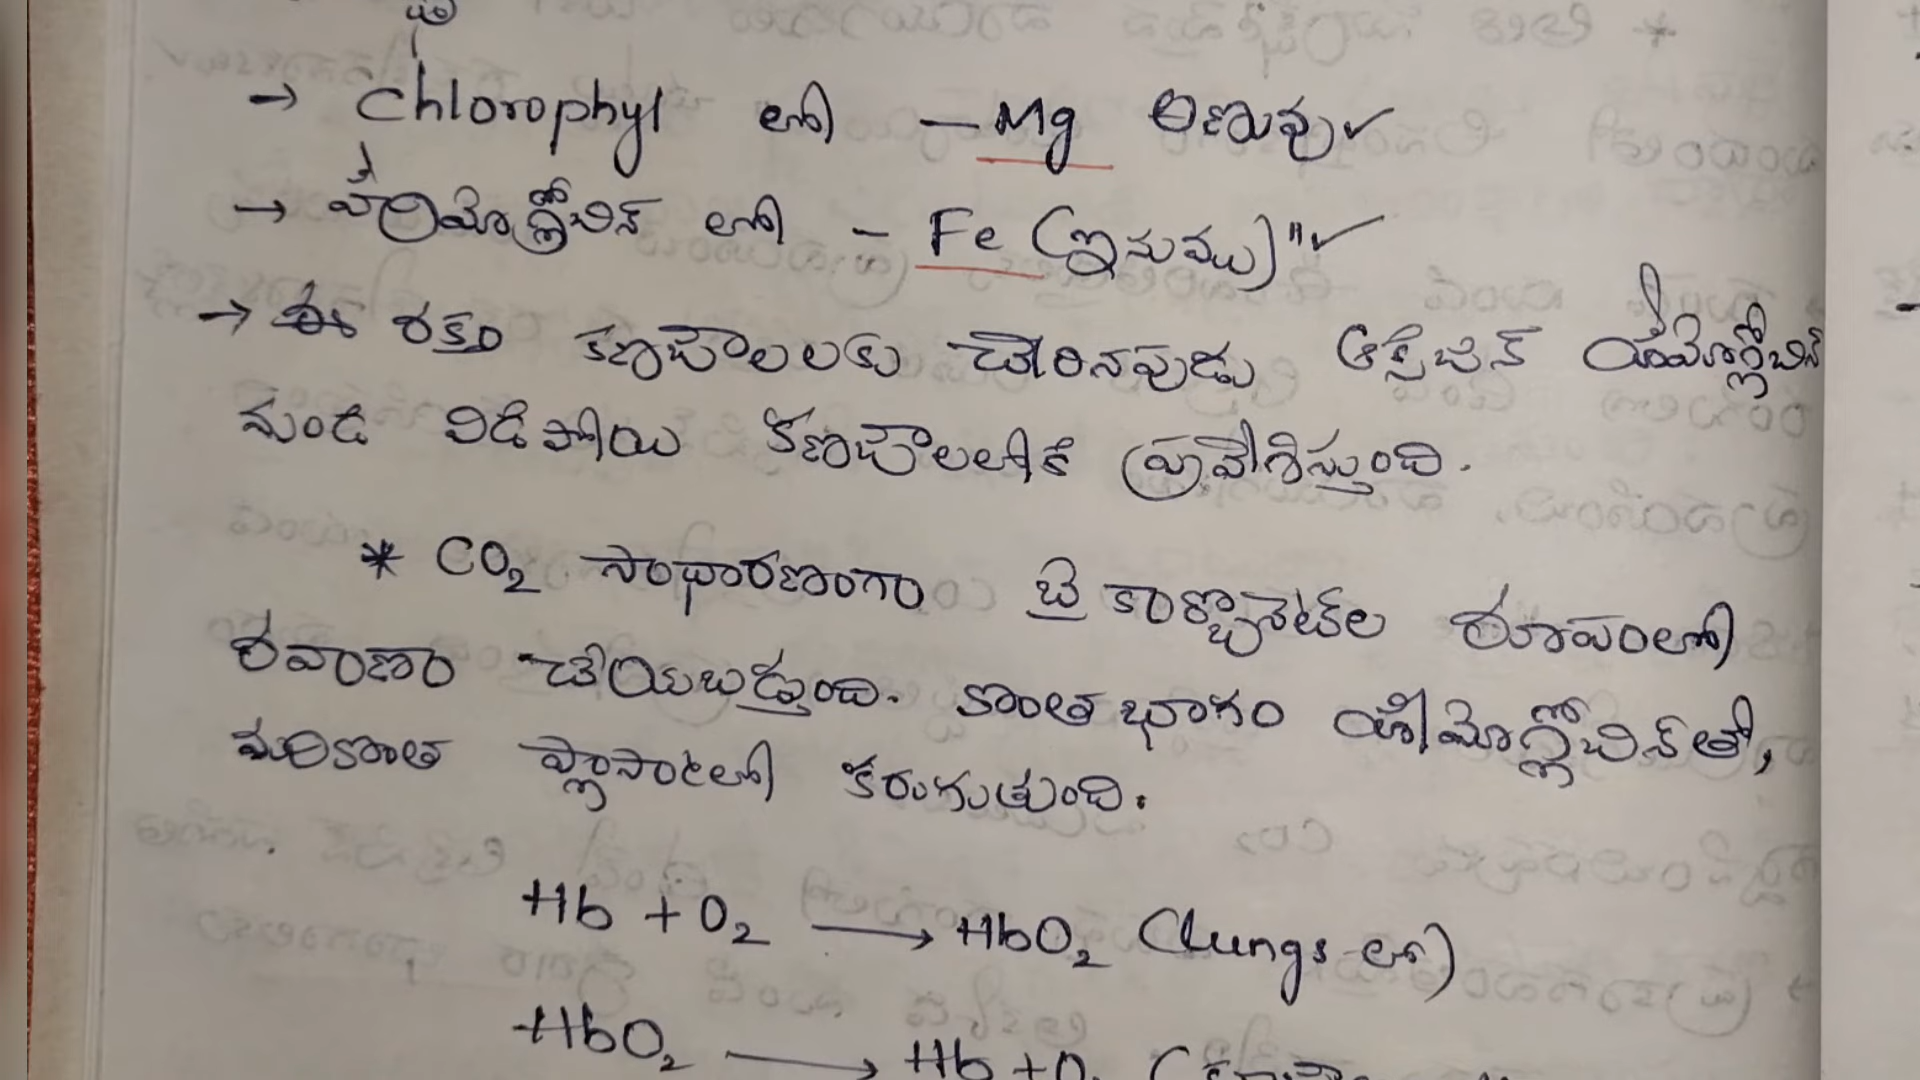 → Chlorophyl లో – Mg అణువు ✓
→ హీమోగ్లోబిన్ లో – Fe (ఇనుము) " ✓
→ రక్తం కణజాలలకు చేరినపుడు ఆక్సిజన్ హీమోగ్లోబిన్
నుండి విడిపోయి కణజాలలోకి ప్రవేశిస్తుంది.
* CO₂ సాధారణంగా బై కార్బోనేట్‌ల రూపంలో
రవాణా చేయబడ్తుంది. కొంత భాగం హీమోగ్లోబిన్‌తో,
మరికొంత ప్లాస్మాలో కరుగుతుంది.
Hb + O₂ → HbO₂ (Lungs లో)
HbO₂ → Hb + O₂